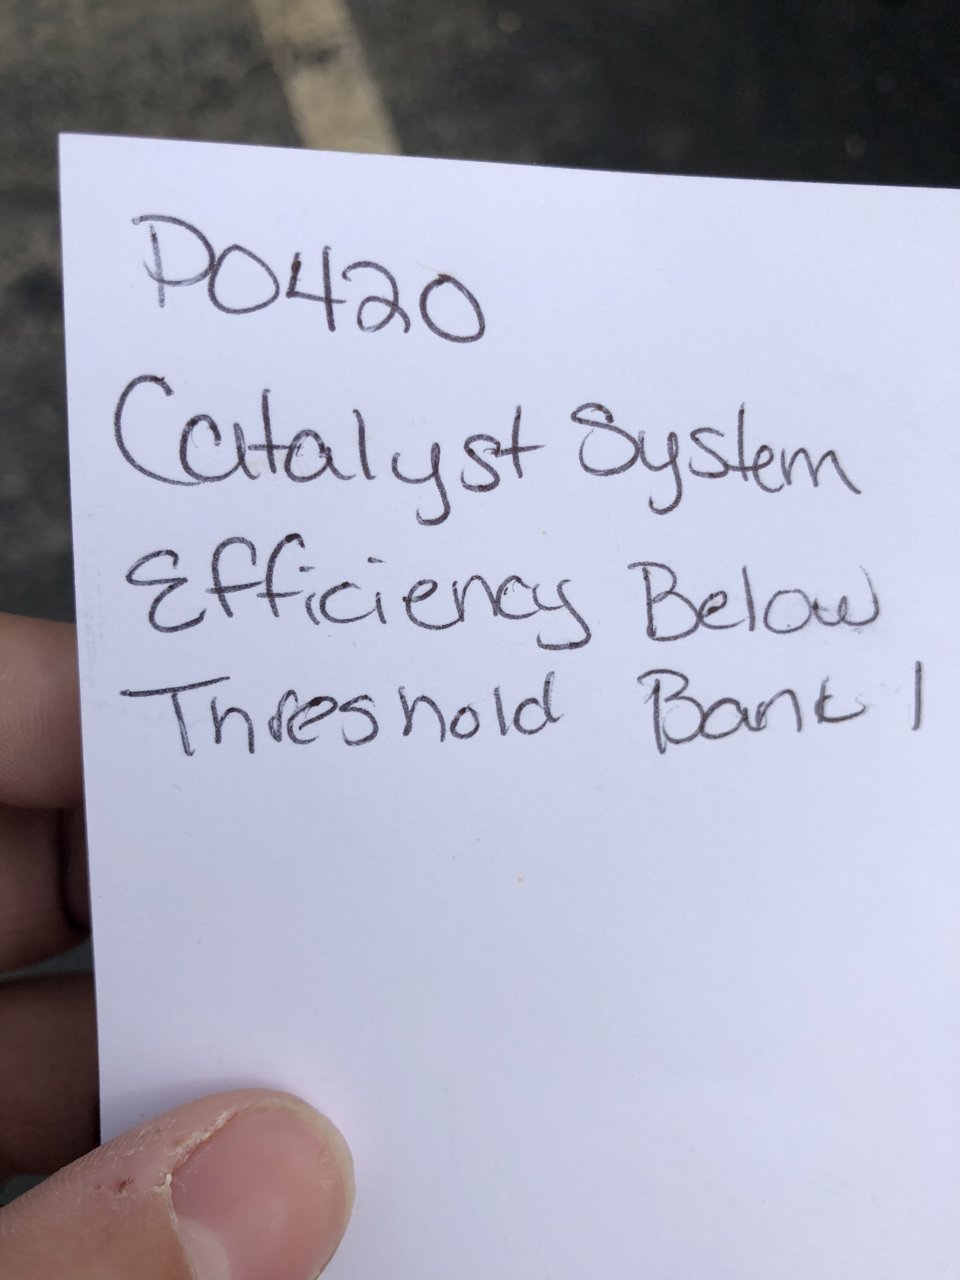 P0420
Catalyst System
Efficiency Below
Threshold Bank 1